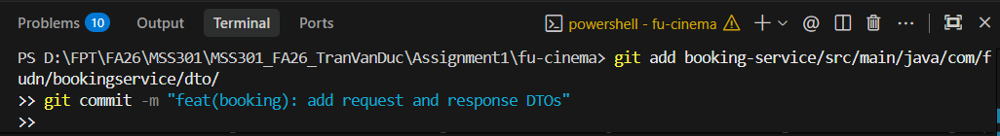 Problems 10 Output Terminal Ports powershell - fu-cinema
PS D:\FPT\FA26\MSS301\MSS301_FA26_TranVanDuc\Assignment1\fu-cinema> git add booking-service/src/main/java/com/f
udn/bookingservice/dto/
>> git commit -m "feat(booking): add request and response DTOs"
>>